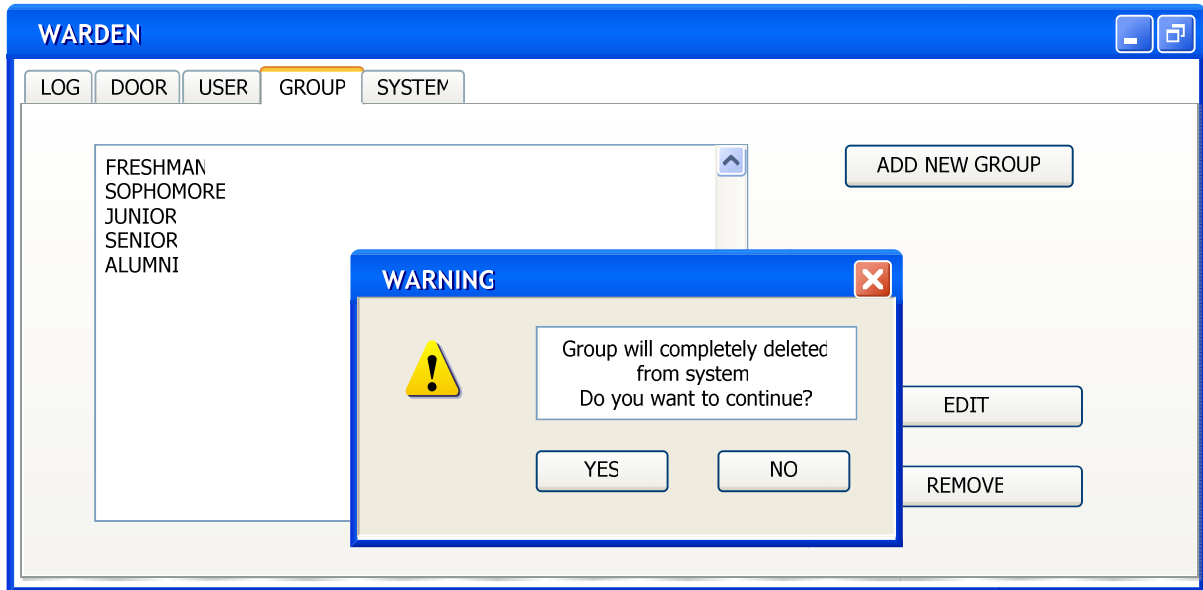 WARDEN
LOG DOOR USER GROUP SYSTEM
FRESHMAN
SOPHOMORE
JUNIOR
SENIOR
ALUMNI
ADD NEW GROUP
WARNING
Group will completely deleted
from system
Do you want to continue?
YES NO
EDIT
REMOVE